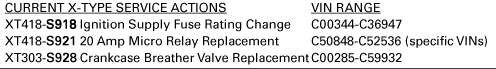 CURRENT X-TYPE SERVICE ACTIONS VIN RANGE
XT418-S918 Ignition Supply Fuse Rating Change C00344-C36947
XT418-S921 20 Amp Micro Relay Replacement C50848-C52536 (specific VINs)
XT303-S928 Crankcase Breather Valve Replacement C00285-C59932